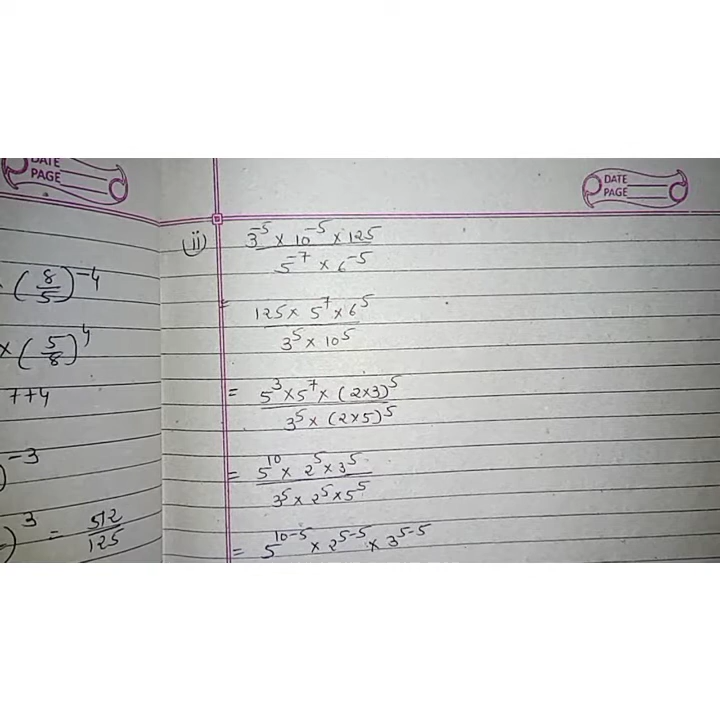 DATE
PAGE
DATE
PAGE
(8/5)^-4
×(5/8)^4
7+4
)^-3
)^3 = 512/125
ii) 3^-5 × 10^-5 × 125
5^-7 × 6^-5
= 125 × 5^7 × 6^5
3^5 × 10^5
= 5^3 × 5^7 × (2×3)^5
3^5 × (2×5)^5
= 5^10 × 2^5 × 3^5
3^5 × 2^5 × 5^5
= 5^10-5 × 2^5-5 × 3^5-5